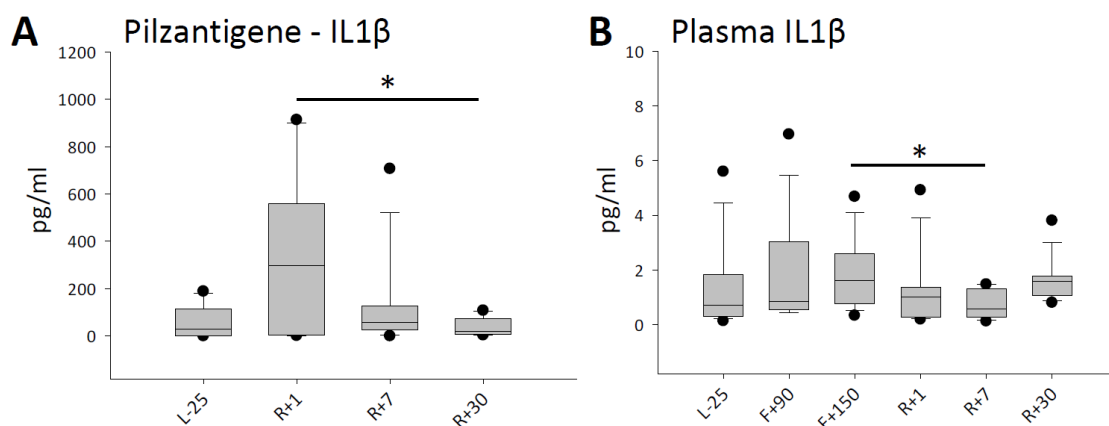 A Pilzantigene - IL1β
1200
1000
800
600
400
200
0
pg/ml
*
L-25
R+1
R+7
R+30
B Plasma IL1β
10
8
6
4
2
0
pg/ml
*
L-25
F+90
F+150
R+1
R+7
R+30